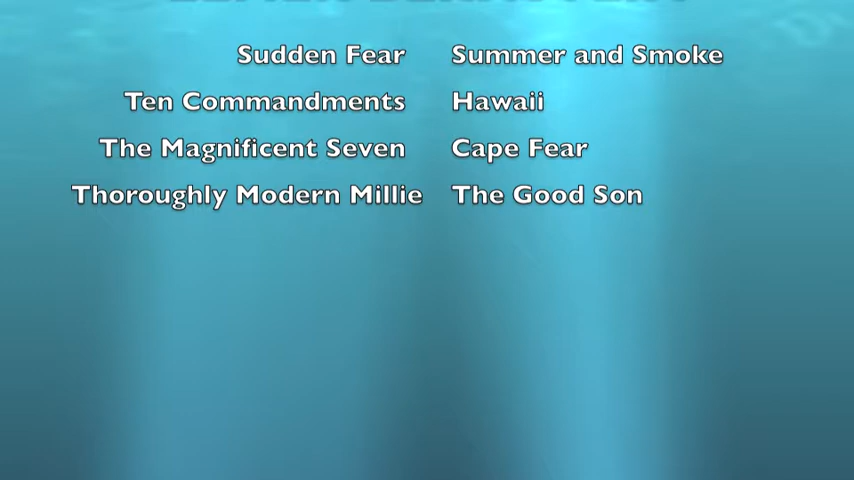 Sudden Fear Summer and Smoke
Ten Commandments Hawaii
The Magnificent Seven Cape Fear
Thoroughly Modern Millie The Good Son